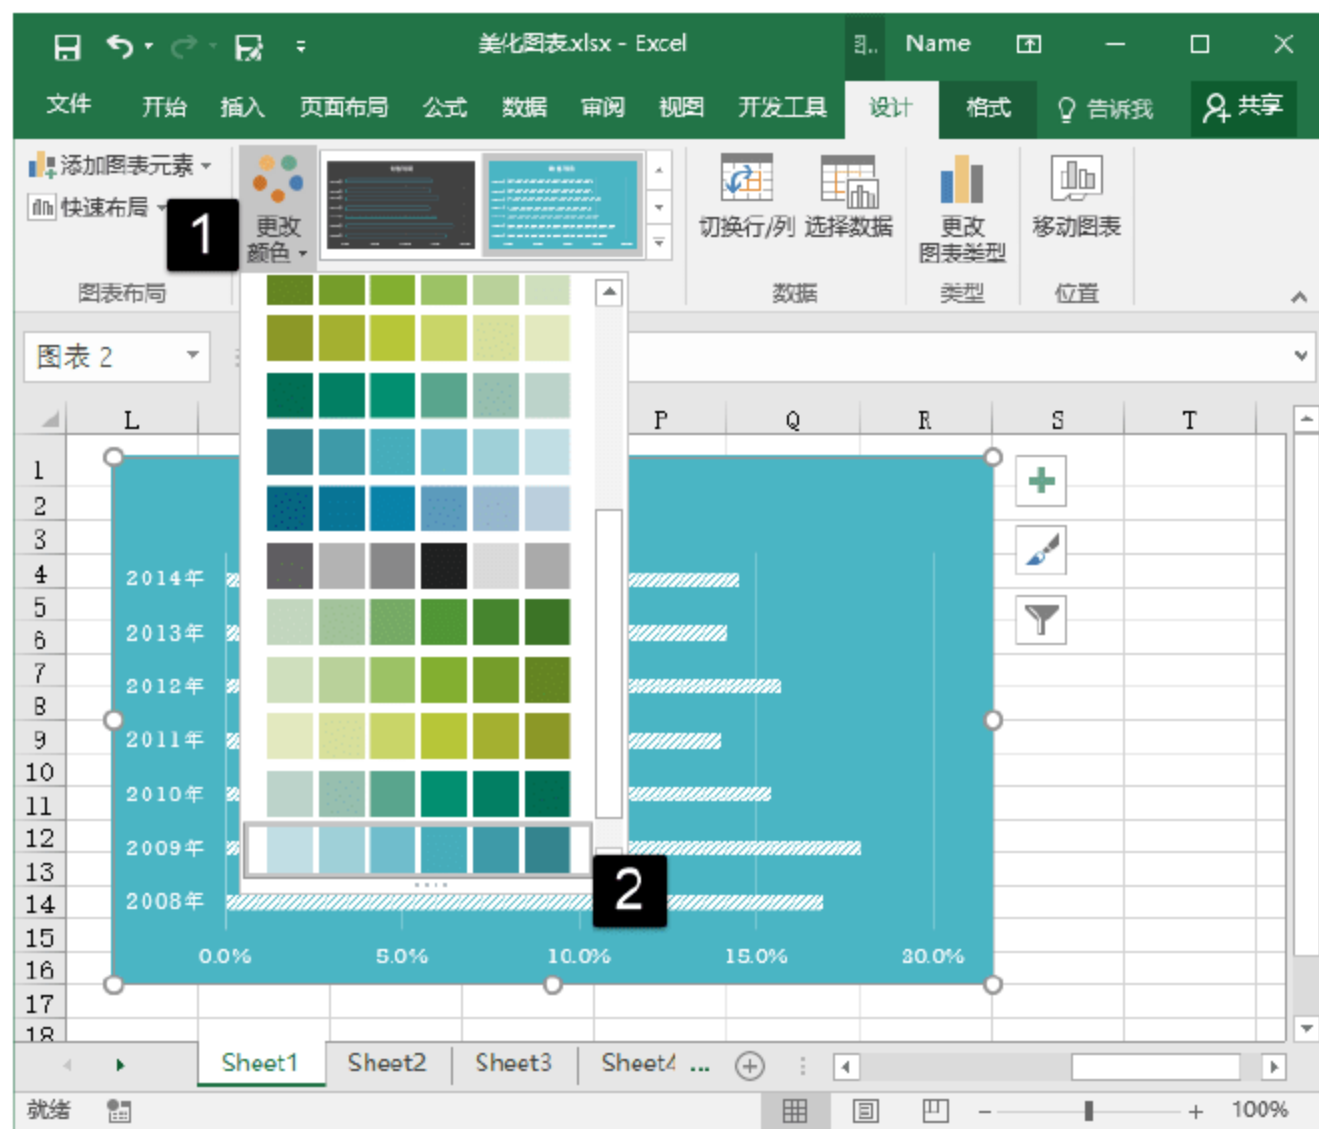 美化图表.xlsx - Excel
Name
文件 开始 插入 页面布局 公式 数据 审阅 视图 开发工具 设计 格式 告诉我 共享
添加图表元素
快速布局
1
更改
颜色
切换行/列 选择数据
更改
图表类型
移动图表
图表布局 数据 类型 位置
图表 2
L P Q R S T
1
2
3
4
5
6
7
8
9
10
11
12
13
14
15
16
17
18
2014年
2013年
2012年
2011年
2010年
2009年
2008年
2
0.0% 5.0% 10.0% 15.0% 20.0%
Sheet1 Sheet2 Sheet3 Sheet4 ...
就绪 100%